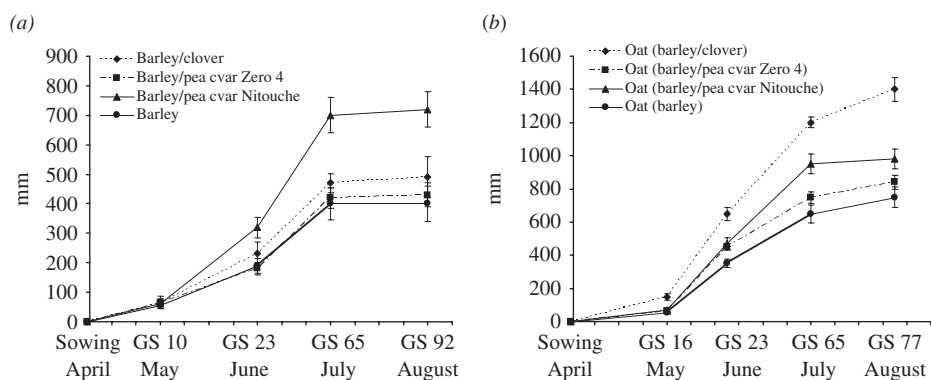 (a)
900
800
700
600
500
400
300
200
100
0
mm
Barley/clover
Barley/pea cvar Zero 4
Barley/pea cvar Nitouche
Barley
Sowing GS 10 GS 23 GS 65 GS 92
April May June July August
(b)
1600
1400
1200
1000
800
600
400
200
0
mm
Oat (barley/clover)
Oat (barley/pea cvar Zero 4)
Oat (barley/pea cvar Nitouche)
Oat (barley)
Sowing GS 16 GS 23 GS 65 GS 77
April May June July August